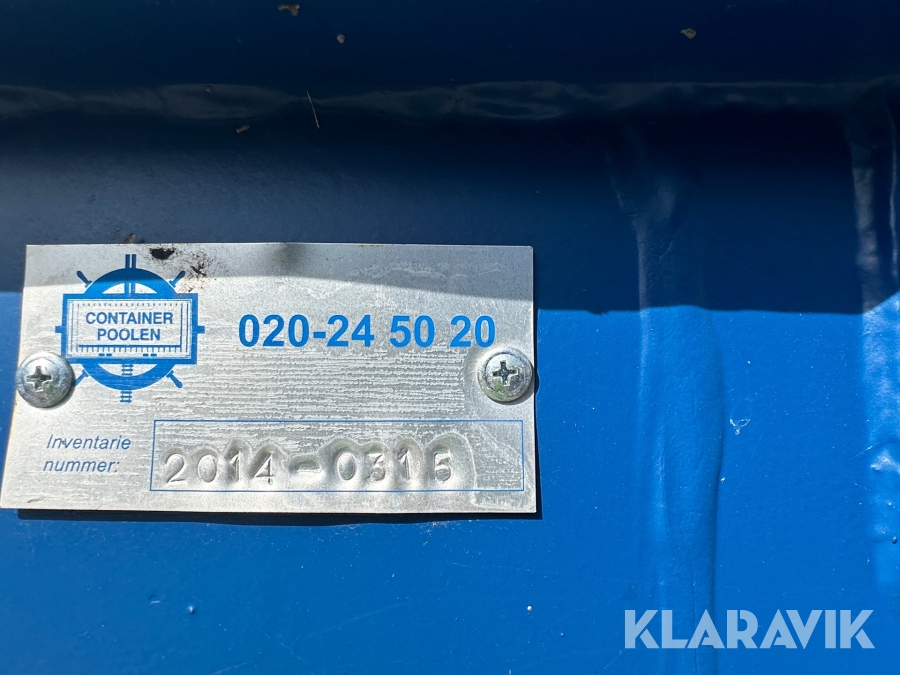 CONTAINER
POOLEN
020-24 50 20
Inventarie
nummer:
2014-0315
KLARAVIK